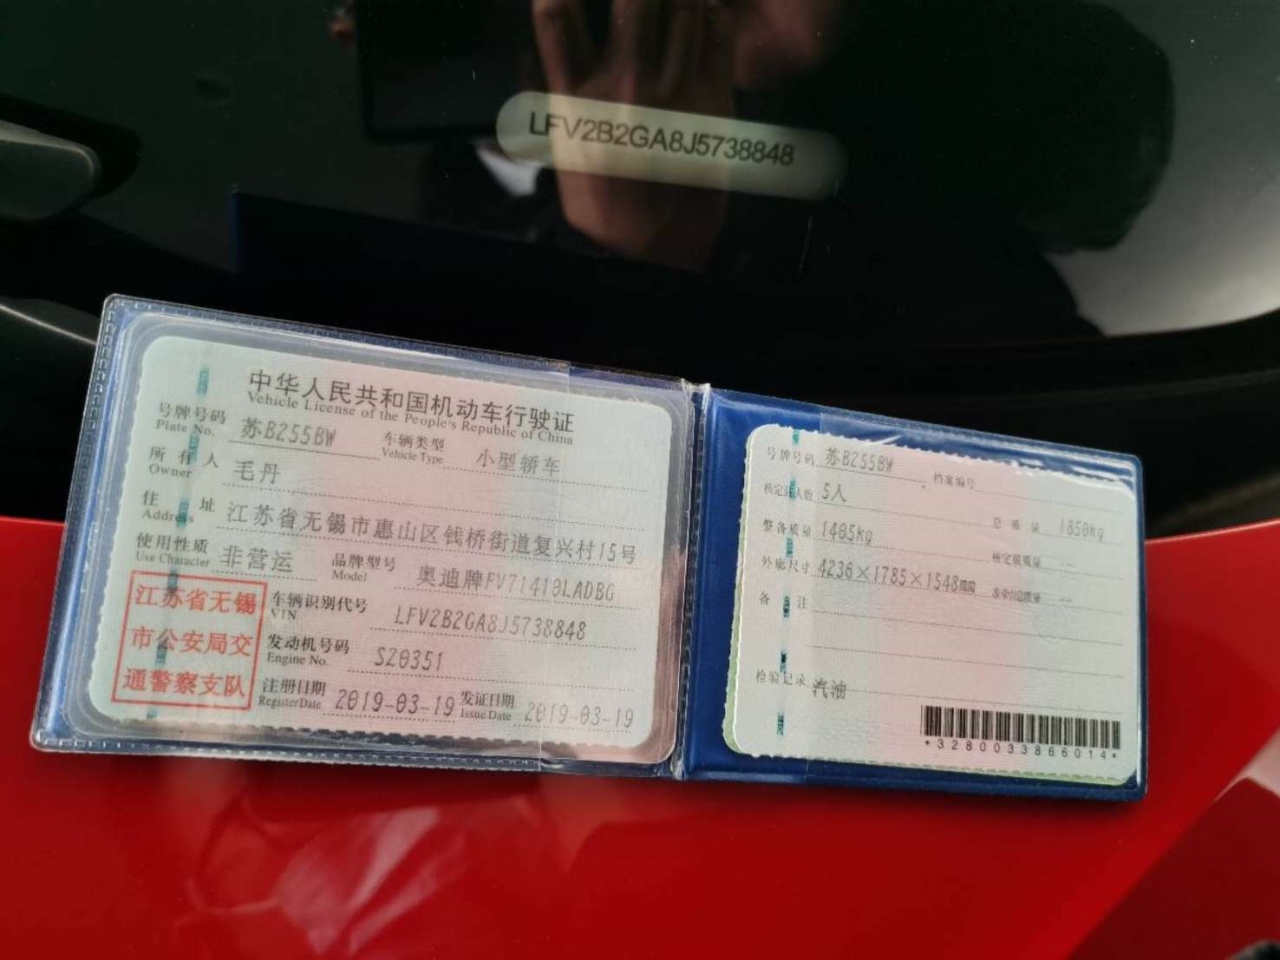 LFV2B2GA8J5738848
中华人民共和国机动车行驶证
Vehicle License of the People's Republic of China
号牌号码 苏B255BW 车辆类型 小型轿车
Plate No. Vehicle Type
所有人 毛丹
Owner
住址 江苏省无锡市惠山区钱桥街道复兴村15号
Address
使用性质 非营运 品牌型号 奥迪牌FV7141BLADBG
Use Character Model
江苏省无锡
市公安局交
通警察支队
车辆识别代号 LFV2B2GA8J5738848
VIN
发动机号码 SZ0351
Engine No.
注册日期 2019-03-19 发证日期 2019-03-19
Register Date Issue Date
号牌号码 苏B255BW 档案编号
核定载人数 5人 总质量 1850kg
整备质量 1405kg 核定载质量 --
外廓尺寸 4236×1785×1548mm 准牵引总质量 --
备注
检验记录 汽油
*3280033866014*